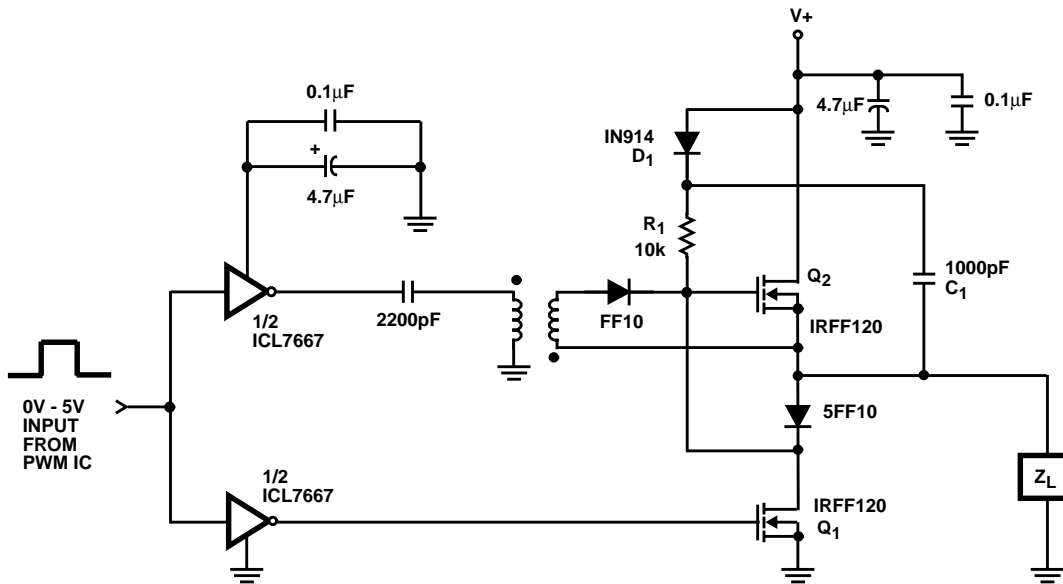 V+
0.1μF
+
4.7μF
4.7μF
0.1μF
IN914
D1
R1
10k
1000pF
C1
Q2
IRFF120
1/2
ICL7667
2200pF
FF10
0V - 5V
INPUT
FROM
PWM IC
5FF10
ZL
1/2
ICL7667
IRFF120
Q1